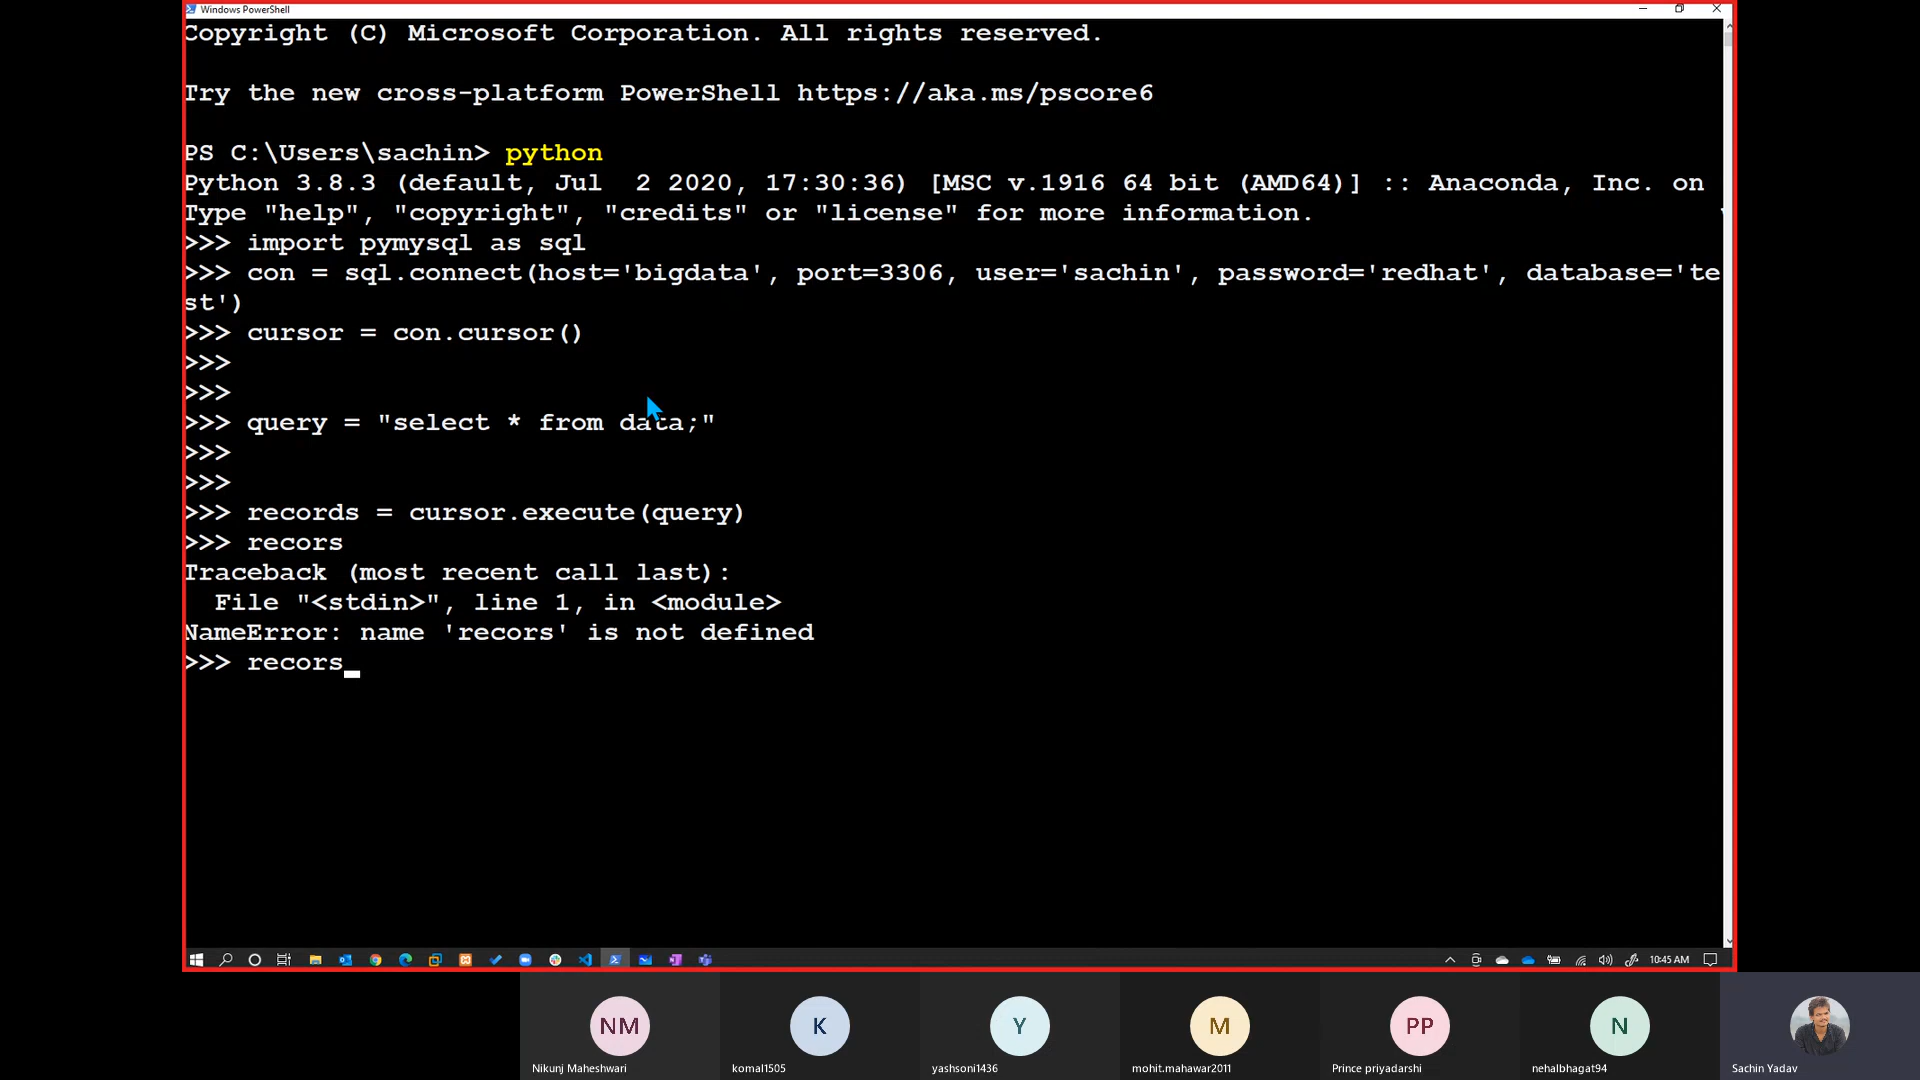 Windows PowerShell
Copyright (C) Microsoft Corporation. All rights reserved.
Try the new cross-platform PowerShell https://aka.ms/pscore6
PS C:\Users\sachin> python
Python 3.8.3 (default, Jul  2 2020, 17:30:36) [MSC v.1916 64 bit (AMD64)] :: Anaconda, Inc. on
Type "help", "copyright", "credits" or "license" for more information.
>>> import pymysql as sql
>>> con = sql.connect(host='bigdata', port=3306, user='sachin', password='redhat', database='te
st')
>>> cursor = con.cursor()
>>>
>>>
>>> query = "select * from data;"
>>>
>>>
>>> records = cursor.execute(query)
>>> recors
Traceback (most recent call last):
  File "<stdin>", line 1, in <module>
NameError: name 'recors' is not defined
>>> recors_
10:45 AM
NM K Y M PP N
Nikunj Maheshwari komal1505 yashsoni1436 mohit.mahawar2011 Prince priyadarshi nehalbhagat94 Sachin Yadav